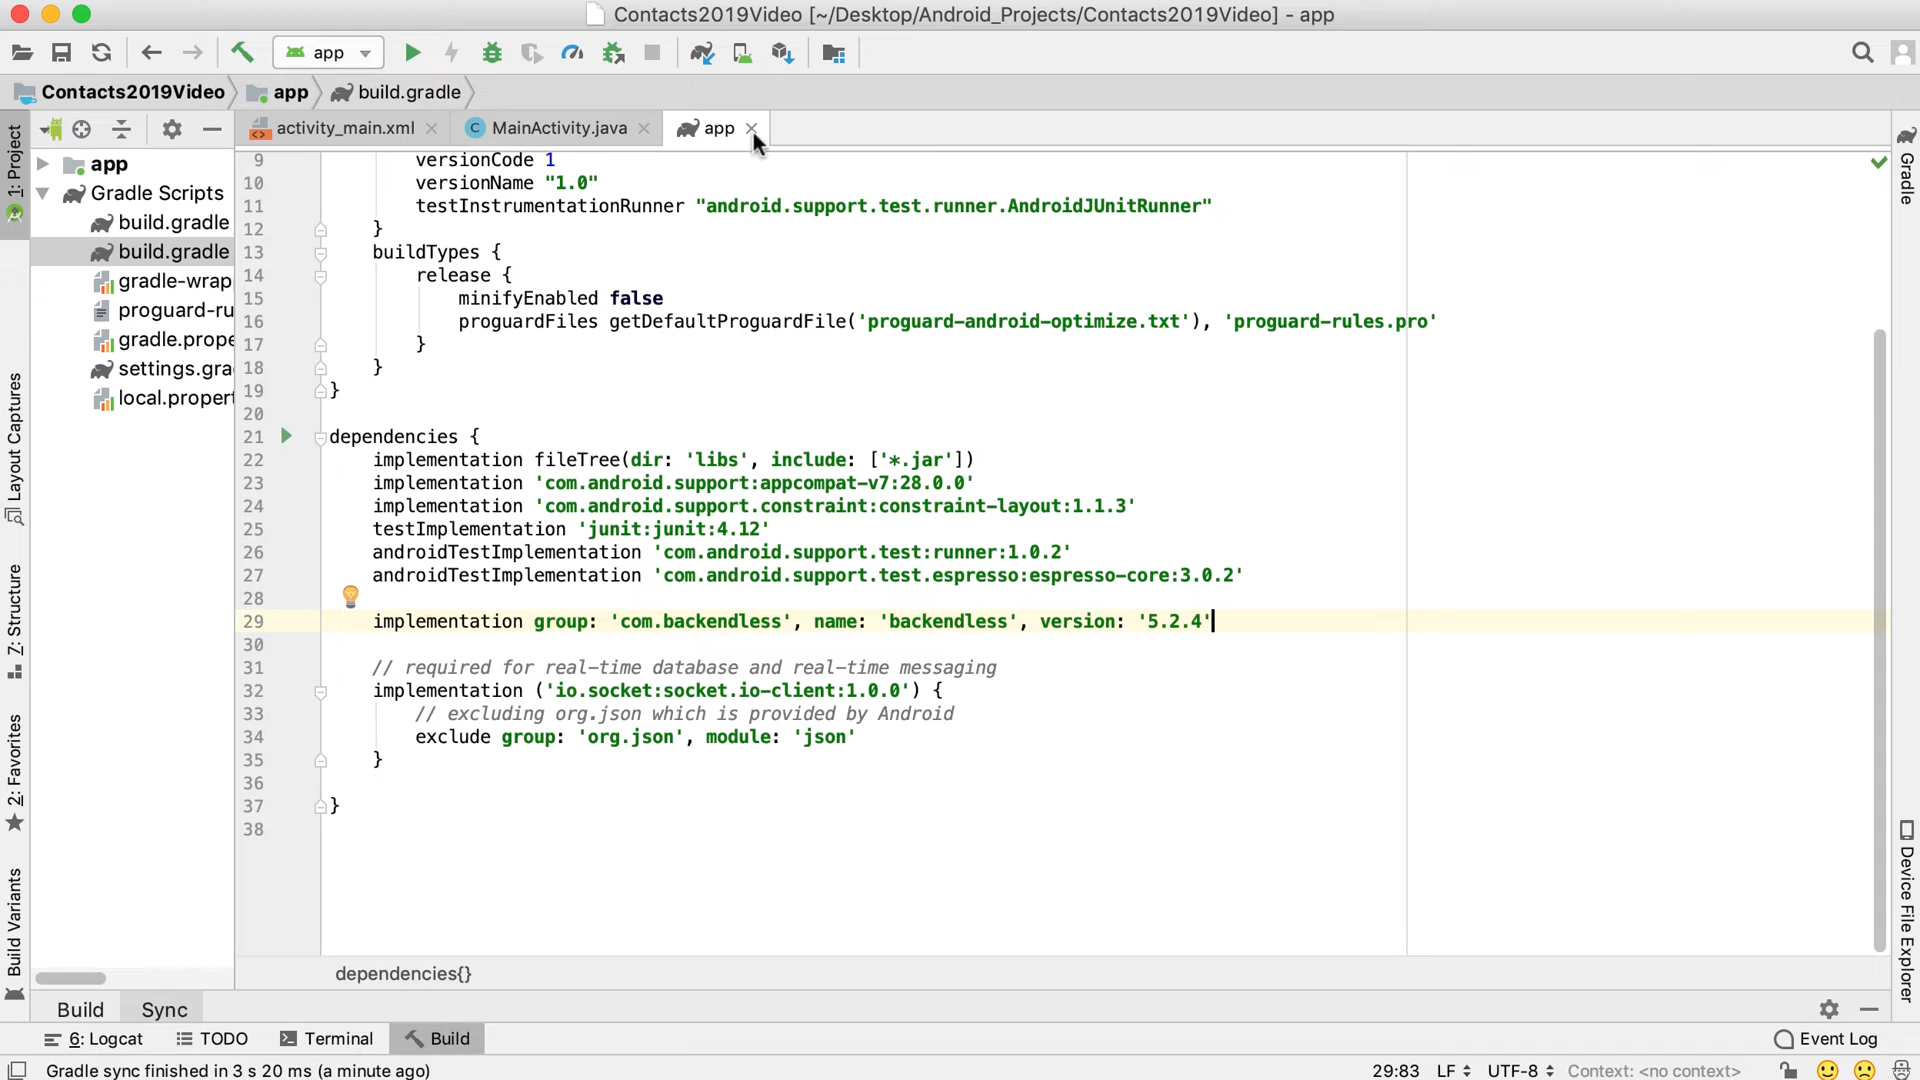 Contacts2019Video [~/Desktop/Android_Projects/Contacts2019Video] - app
app
Contacts2019Video app build.gradle
activity_main.xml MainActivity.java app
1: Project
Layout Captures
7: Structure
2: Favorites
Build Variants
app
Gradle Scripts
build.gradle
build.gradle
gradle-wrap
proguard-ru
gradle.prope
settings.gra
local.propert
9 versionCode 1
10 versionName "1.0"
11 testInstrumentationRunner "android.support.test.runner.AndroidJUnitRunner"
12 }
13 buildTypes {
14 release {
15 minifyEnabled false
16 proguardFiles getDefaultProguardFile('proguard-android-optimize.txt'), 'proguard-rules.pro'
17 }
18 }
19 }
20
21 dependencies {
22 implementation fileTree(dir: 'libs', include: ['*.jar'])
23 implementation 'com.android.support:appcompat-v7:28.0.0'
24 implementation 'com.android.support.constraint:constraint-layout:1.1.3'
25 testImplementation 'junit:junit:4.12'
26 androidTestImplementation 'com.android.support.test:runner:1.0.2'
27 androidTestImplementation 'com.android.support.test.espresso:espresso-core:3.0.2'
28
29 implementation group: 'com.backendless', name: 'backendless', version: '5.2.4'
30
31 // required for real-time database and real-time messaging
32 implementation ('io.socket:socket.io-client:1.0.0') {
33 // excluding org.json which is provided by Android
34 exclude group: 'org.json', module: 'json'
35 }
36
37 }
38
dependencies{}
Gradle
Device File Explorer
Build Sync
6: Logcat TODO Terminal Build Event Log
Gradle sync finished in 3 s 20 ms (a minute ago) 29:83 LF UTF-8 Context: <no context>